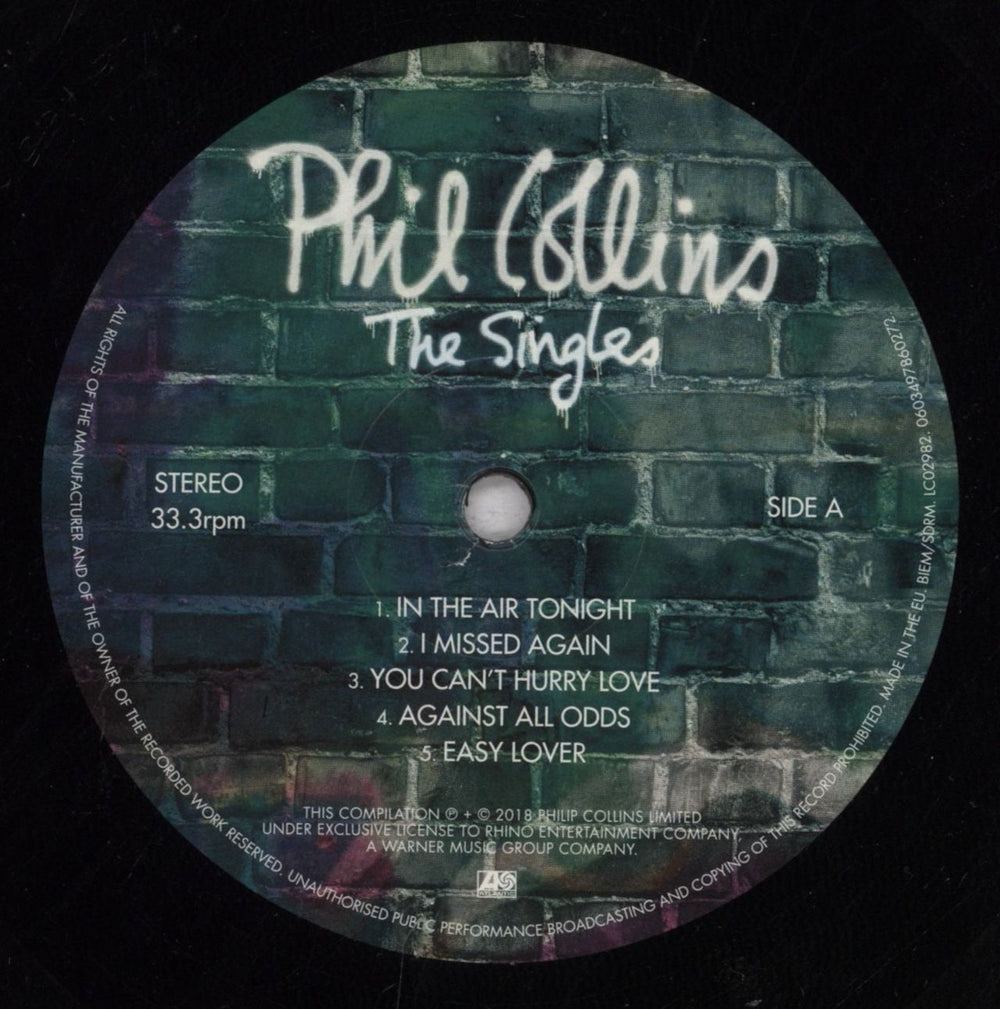 Phil Collins
The Singles
STEREO
33.3rpm
SIDE A
1. IN THE AIR TONIGHT
2. I MISSED AGAIN
3. YOU CAN'T HURRY LOVE
4. AGAINST ALL ODDS
5. EASY LOVER
THIS COMPILATION ℗ + © 2018 PHILIP COLLINS LIMITED
UNDER EXCLUSIVE LICENSE TO RHINO ENTERTAINMENT COMPANY,
A WARNER MUSIC GROUP COMPANY.
ATLANTIC
ALL RIGHTS OF THE MANUFACTURER AND OF THE OWNER OF THE RECORDED WORK RESERVED. UNAUTHORISED PUBLIC PERFORMANCE BROADCASTING AND COPYING OF THIS RECORD PROHIBITED. MADE IN THE EU. BIEM/SDRM. LC02982. 0603497860272.